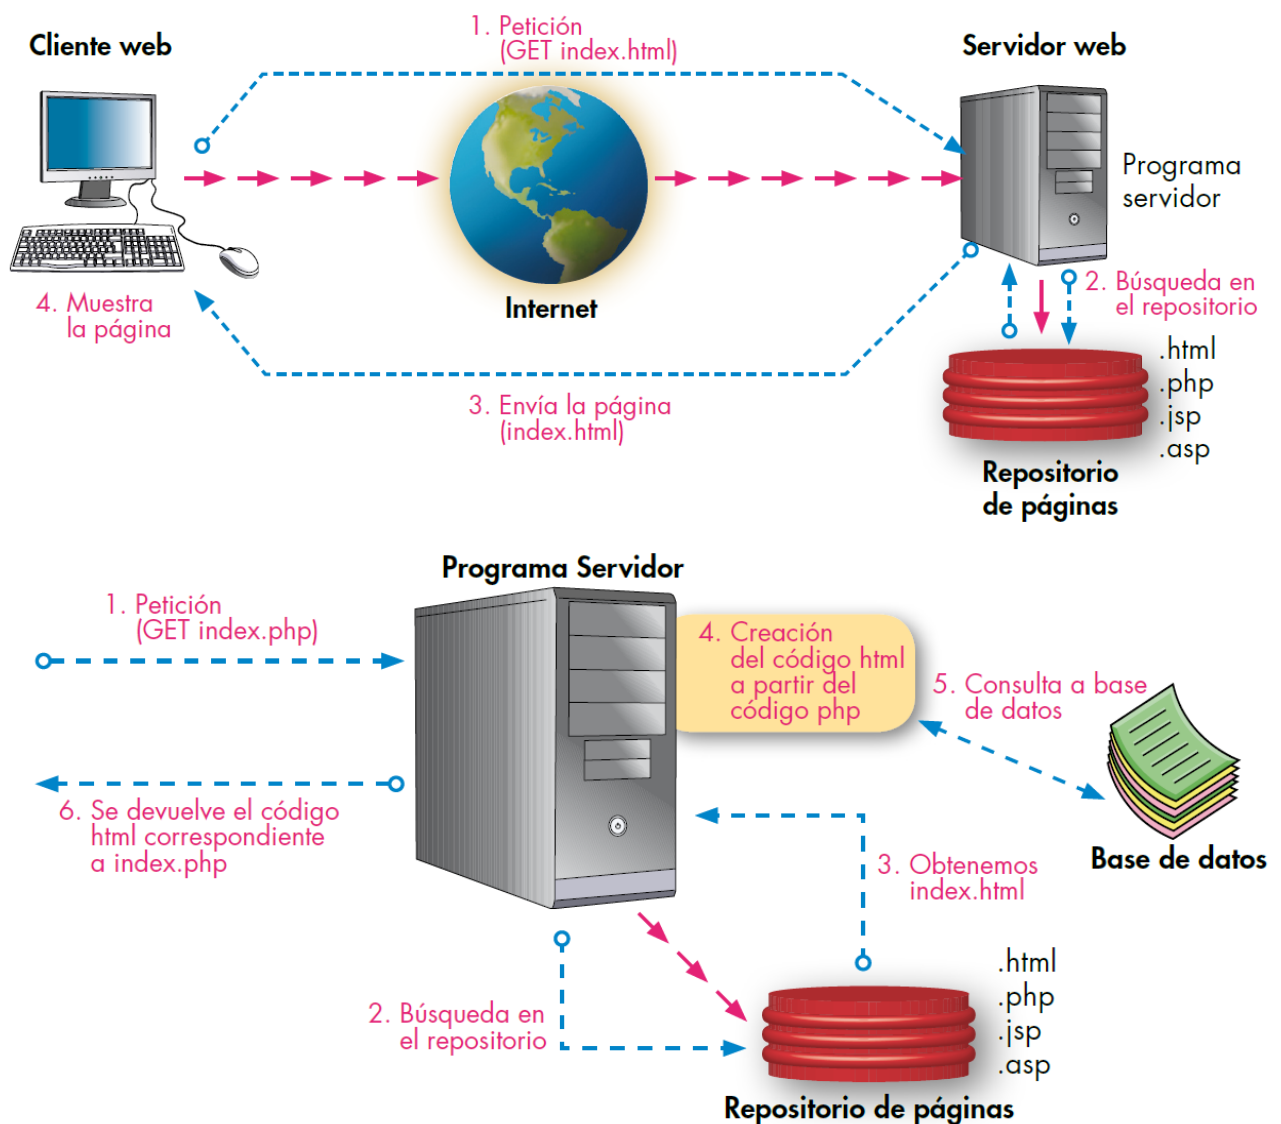 Cliente web
1. Petición
(GET index.html)
Servidor web
Programa
servidor
Internet
4. Muestra
la página
2. Búsqueda en
el repositorio
.html
.php
.jsp
.asp
3. Envía la página
(index.html)
Repositorio
de páginas
Programa Servidor
1. Petición
(GET index.php)
4. Creación
del código html
a partir del
código php
5. Consulta a base
de datos
6. Se devuelve el código
html correspondiente
a index.php
Base de datos
3. Obtenemos
index.html
2. Búsqueda en
el repositorio
.html
.php
.jsp
.asp
Repositorio de páginas